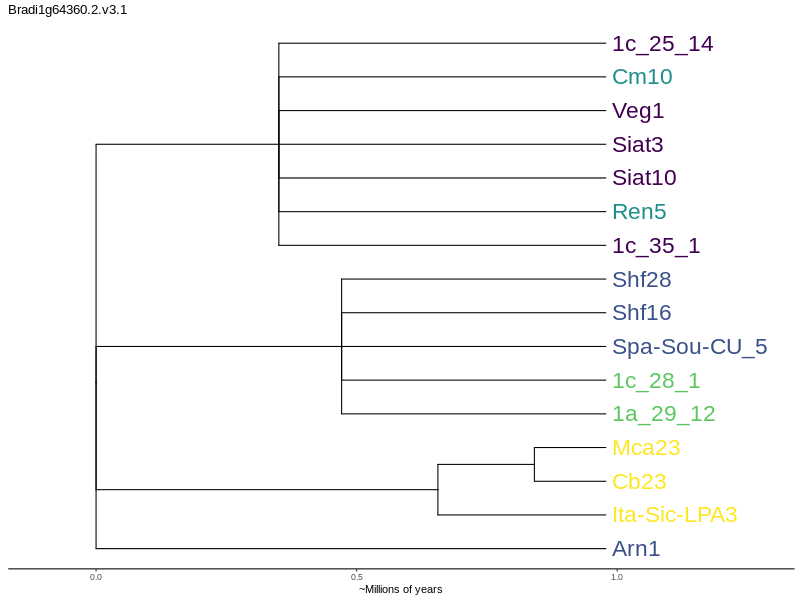 Bradi1g64360.2.v3.1
1c_25_14
Cm10
Veg1
Siat3
Siat10
Ren5
1c_35_1
Shf28
Shf16
Spa-Sou-CU_5
1c_28_1
1a_29_12
Mca23
Cb23
Ita-Sic-LPA3
Arn1
0.0 0.5 1.0
~Millions of years